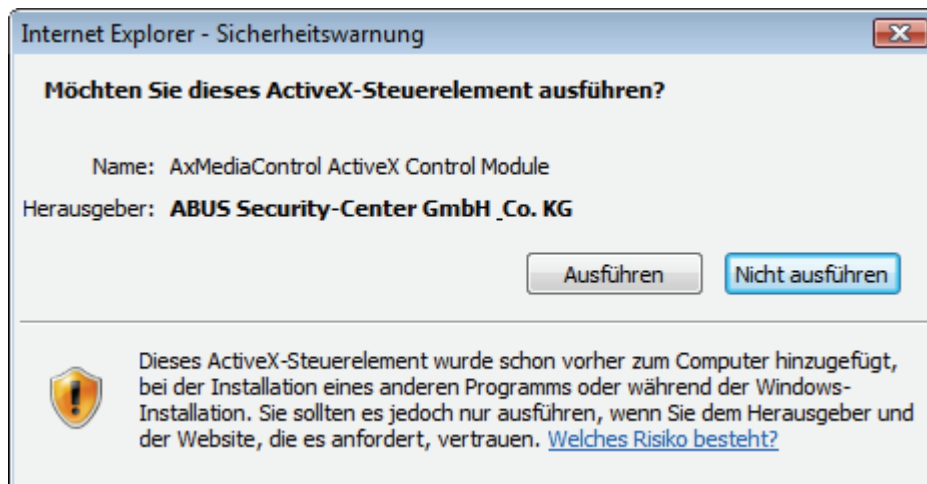 Internet Explorer - Sicherheitswarnung
Möchten Sie dieses ActiveX-Steuerelement ausführen?
Name: AxMediaControl ActiveX Control Module
Herausgeber: ABUS Security-Center GmbH _Co. KG
Ausführen Nicht ausführen
Dieses ActiveX-Steuerelement wurde schon vorher zum Computer hinzugefügt,
bei der Installation eines anderen Programms oder während der Windows-
Installation. Sie sollten es jedoch nur ausführen, wenn Sie dem Herausgeber und
der Website, die es anfordert, vertrauen. Welches Risiko besteht?